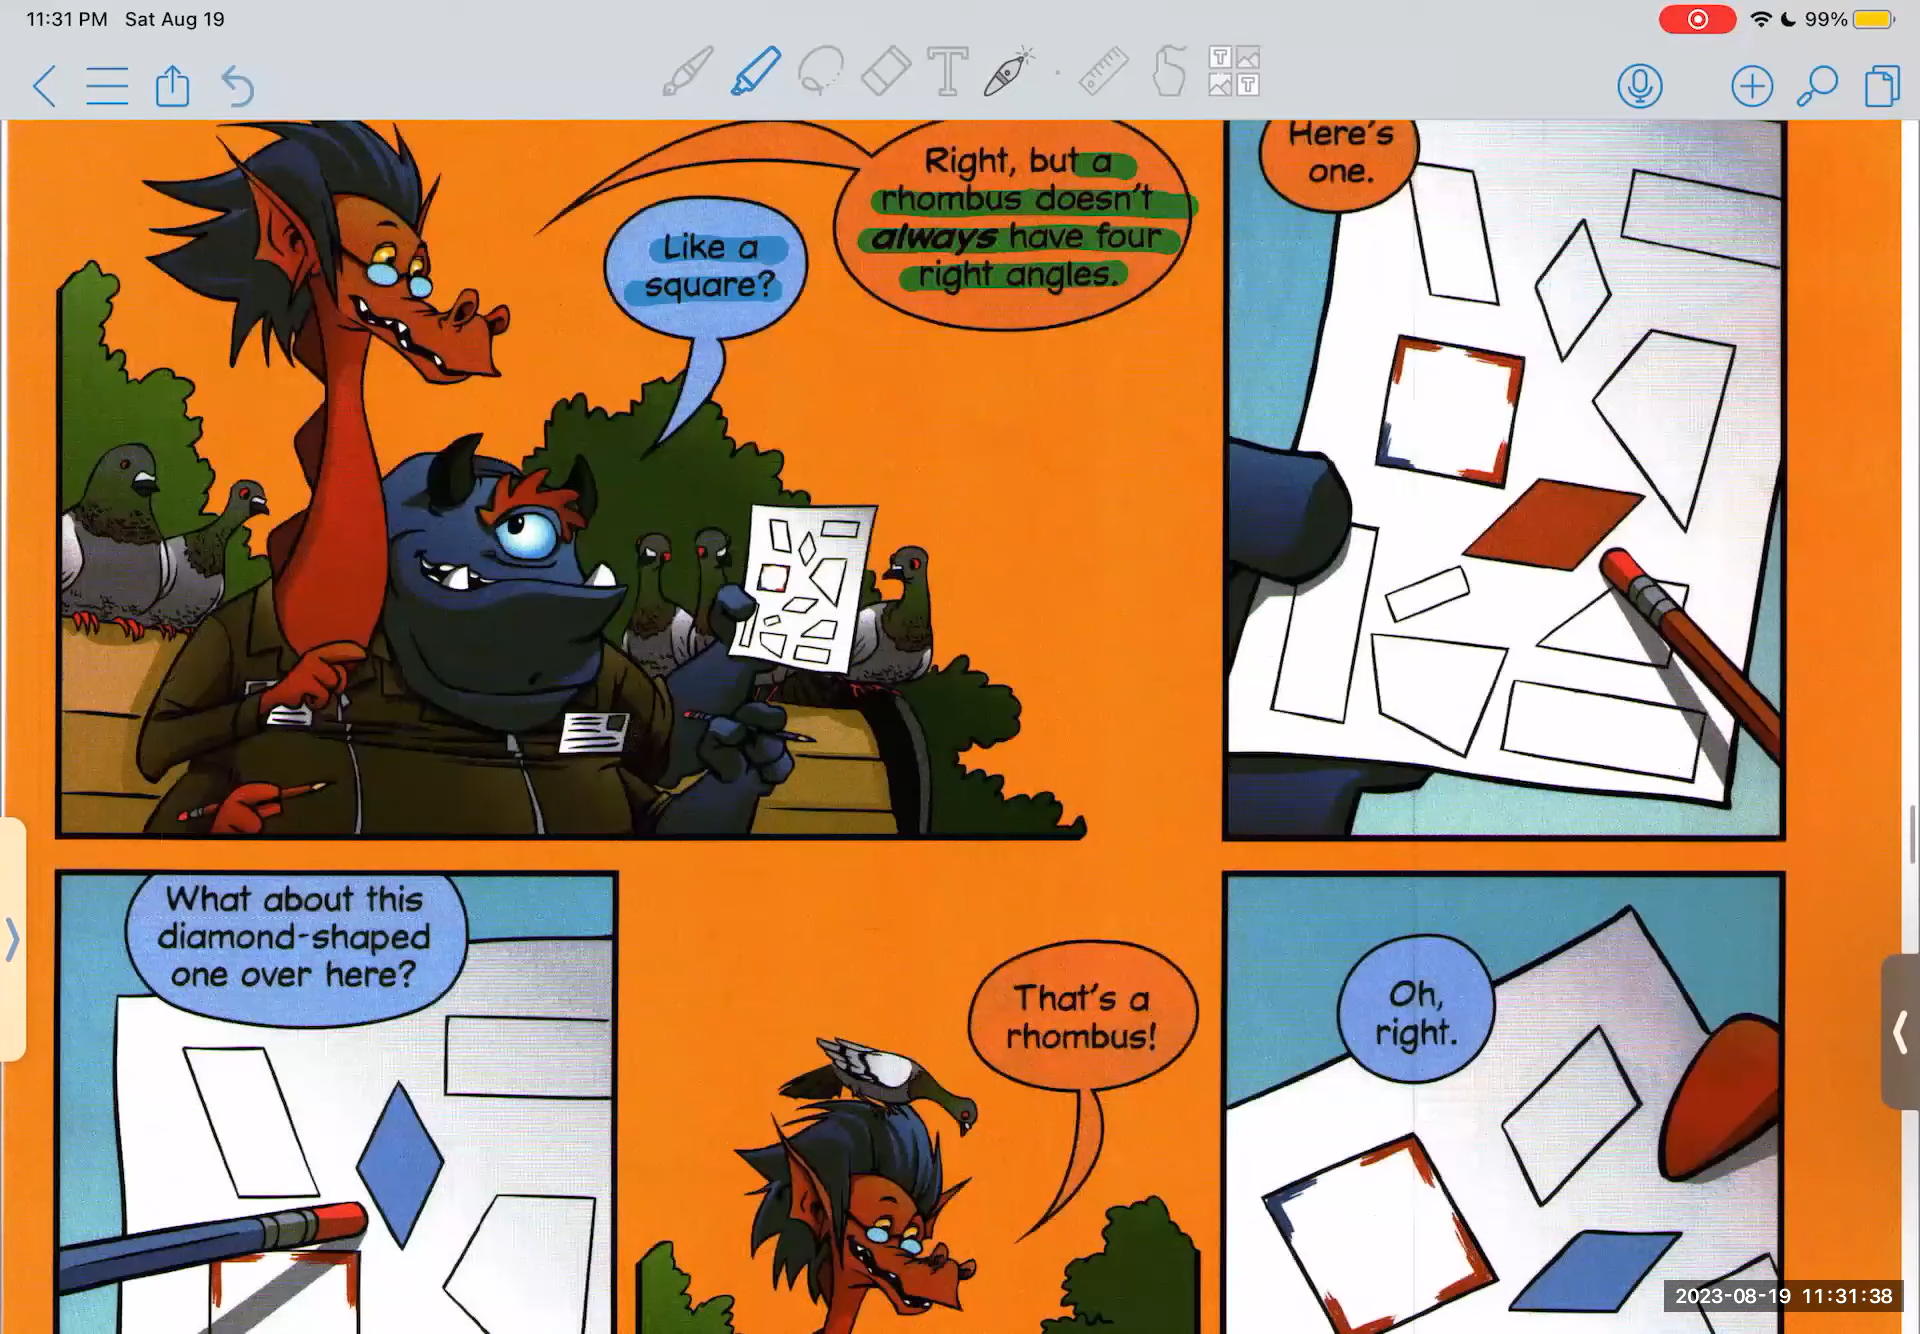 11:31 PM Sat Aug 19
99%
Like a
square?
Right, but a
rhombus doesn't
always have four
right angles.
Here's
one.
What about this
diamond-shaped
one over here?
That's a
rhombus!
Oh,
right.
2023-08-19 11:31:38